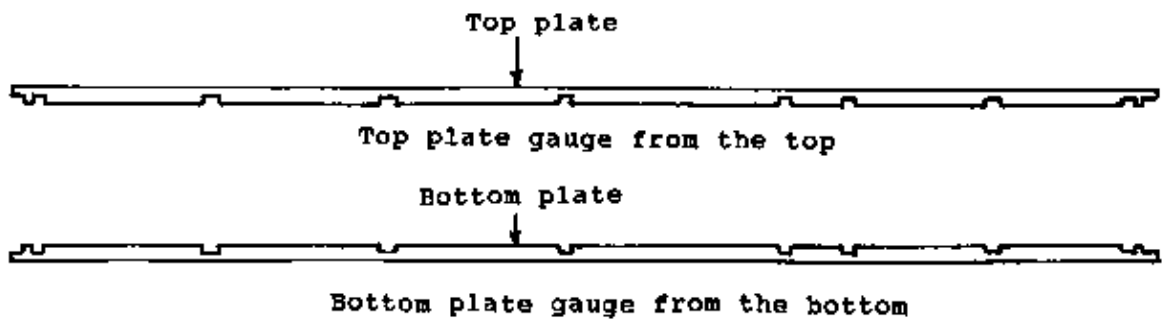 Top plate
Top plate gauge from the top
Bottom plate
Bottom plate gauge from the bottom